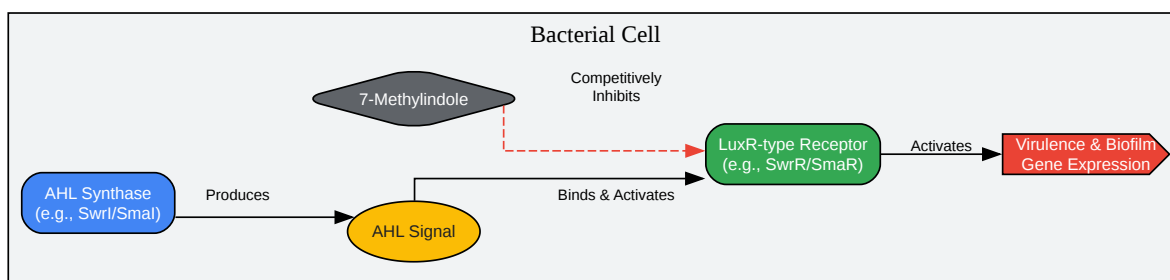 Bacterial Cell
7-Methylindole
Competitively
Inhibits
LuxR-type Receptor
(e.g., SwrR/SmaR)
Activates
Virulence & Biofilm
Gene Expression
AHL Synthase
(e.g., SwrI/SmaI)
Produces
AHL Signal
Binds & Activates